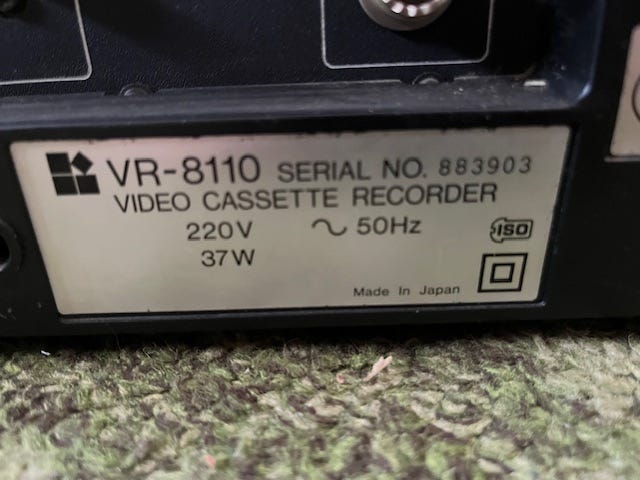 VR-8110 SERIAL NO. 883903
VIDEO CASSETTE RECORDER
220V ∼ 50Hz
37W
ISO
Made In Japan